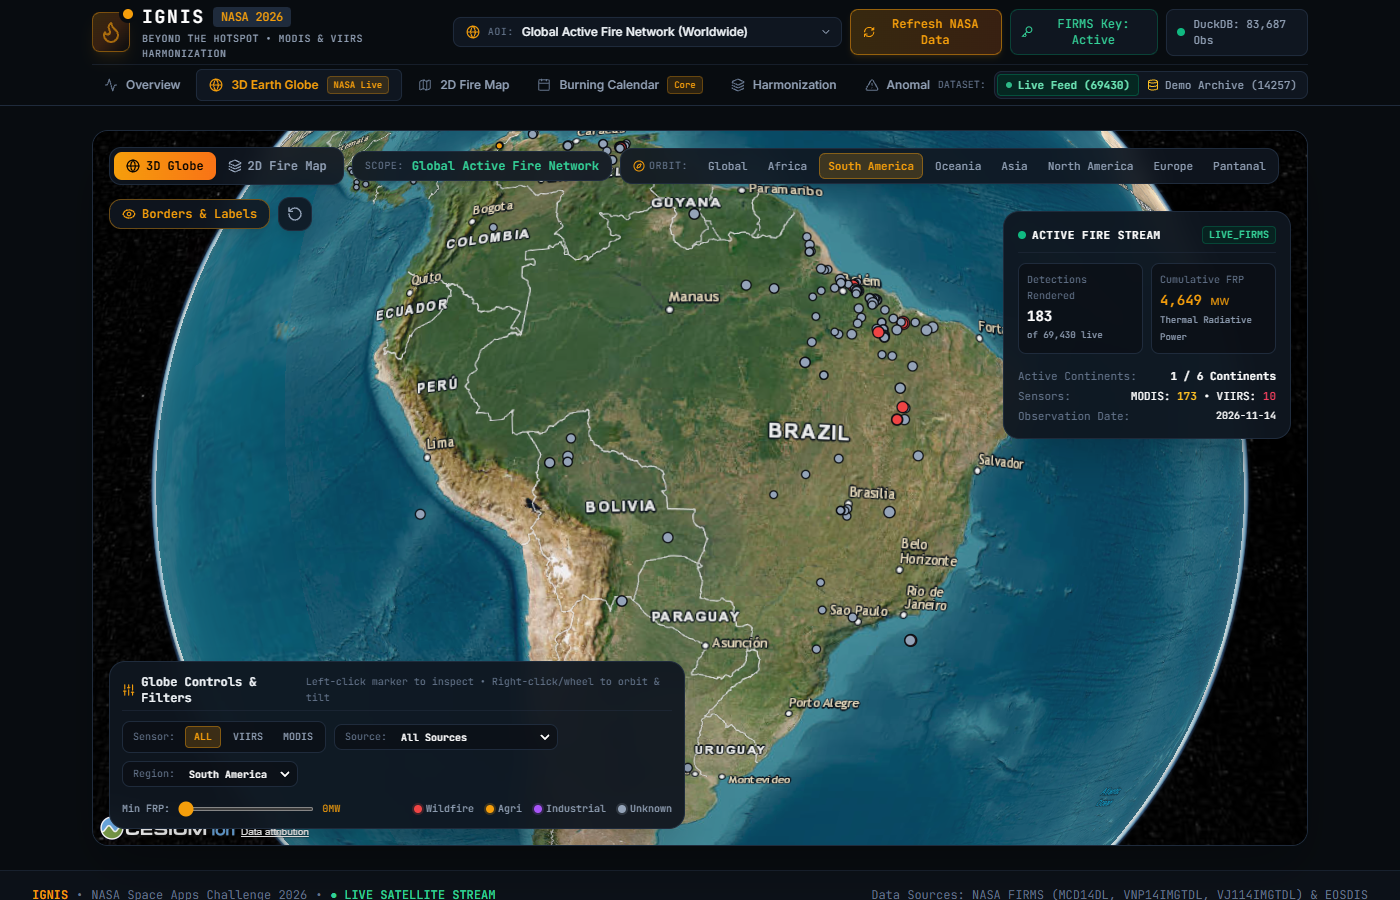 IGNIS NASA 2026
BEYOND THE HOTSPOT • MODIS & VIIRS
HARMONIZATION
AOI: Global Active Fire Network (Worldwide)
Refresh NASA
Data
FIRMS Key:
Active
DuckDB: 83,687
Obs
Overview
3D Earth Globe NASA Live
2D Fire Map
Burning Calendar Core
Harmonization
Anomal
DATASET:
Live Feed (69430)
Demo Archive (14257)
3D Globe
2D Fire Map
SCOPE: Global Active Fire Network
ORBIT:
Global
Africa
South America
Oceania
Asia
North America
Europe
Pantanal
Borders & Labels
ACTIVE FIRE STREAM
LIVE_FIRMS
Detections
Rendered
183
of 69,430 live
Cumulative FRP
4,649 MW
Thermal Radiative
Power
Active Continents: 1 / 6 Continents
Sensors: MODIS: 173 • VIIRS: 10
Observation Date: 2026-11-14
Paramaribo
GUYANA
Bogota
COLOMBIA
Quito
ECUADOR
Manaus
PERÚ
Lima
BRAZIL
Salvador
Brasília
BOLIVIA
Belo
Horizonte
Rio de
Janeiro
Sao Paulo
PARAGUAY
Asunción
Porto Alegre
URUGUAY
Montevideo
Globe Controls &
Filters
Left-click marker to inspect • Right-click/wheel to orbit &
tilt
Sensor: ALL VIIRS MODIS
Source: All Sources
Region: South America
Min FRP: 0MW
Wildfire
Agri
Industrial
Unknown
CESIUM ion Data attribution
IGNIS • NASA Space Apps Challenge 2026 • LIVE SATELLITE STREAM
Data Sources: NASA FIRMS (MCD14DL, VNP14IMGTDL, VJ114IMGTDL) & EOSDIS